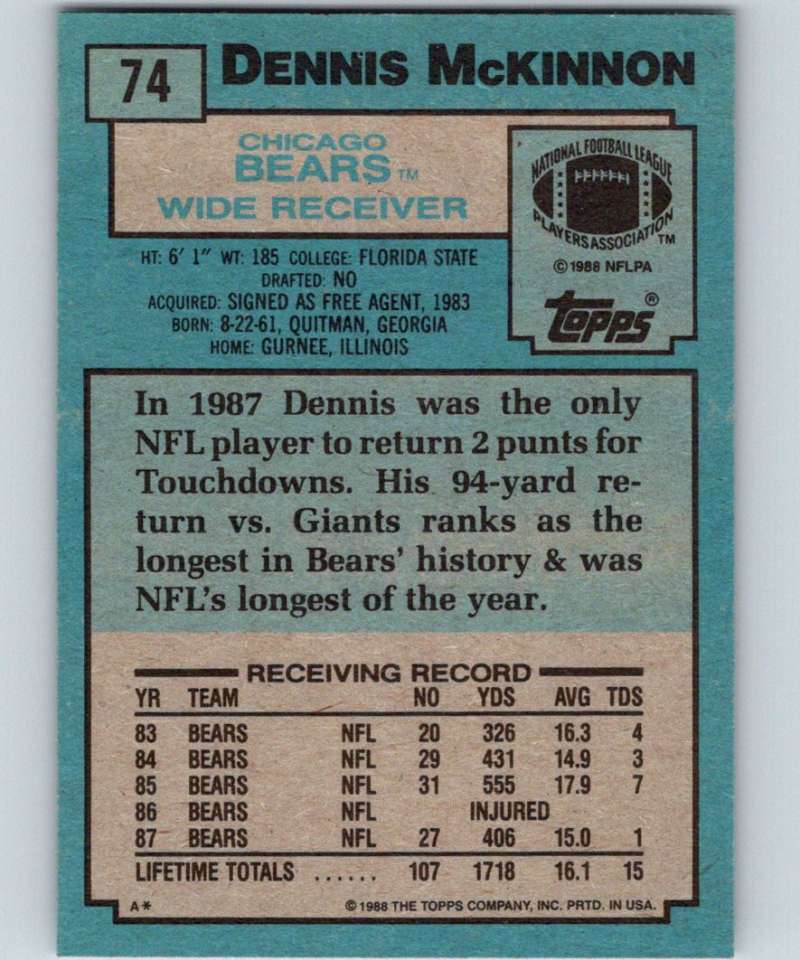 74
DENNIS McKINNON
CHICAGO
BEARS™
WIDE RECEIVER
NATIONAL FOOTBALL LEAGUE
PLAYERS ASSOCIATION™
©1988 NFLPA
Topps®
HT: 6' 1" WT: 185 COLLEGE: FLORIDA STATE
DRAFTED: NO
ACQUIRED: SIGNED AS FREE AGENT, 1983
BORN: 8-22-61, QUITMAN, GEORGIA
HOME: GURNEE, ILLINOIS
In 1987 Dennis was the only
NFL player to return 2 punts for
Touchdowns. His 94-yard re-
turn vs. Giants ranks as the
longest in Bears' history & was
NFL's longest of the year.
RECEIVING RECORD
YR TEAM NO YDS AVG TDS
83 BEARS NFL 20 326 16.3 4
84 BEARS NFL 29 431 14.9 3
85 BEARS NFL 31 555 17.9 7
86 BEARS NFL INJURED
87 BEARS NFL 27 406 15.0 1
LIFETIME TOTALS ...... 107 1718 16.1 15
A* ©1988 THE TOPPS COMPANY, INC. PRTD. IN USA.